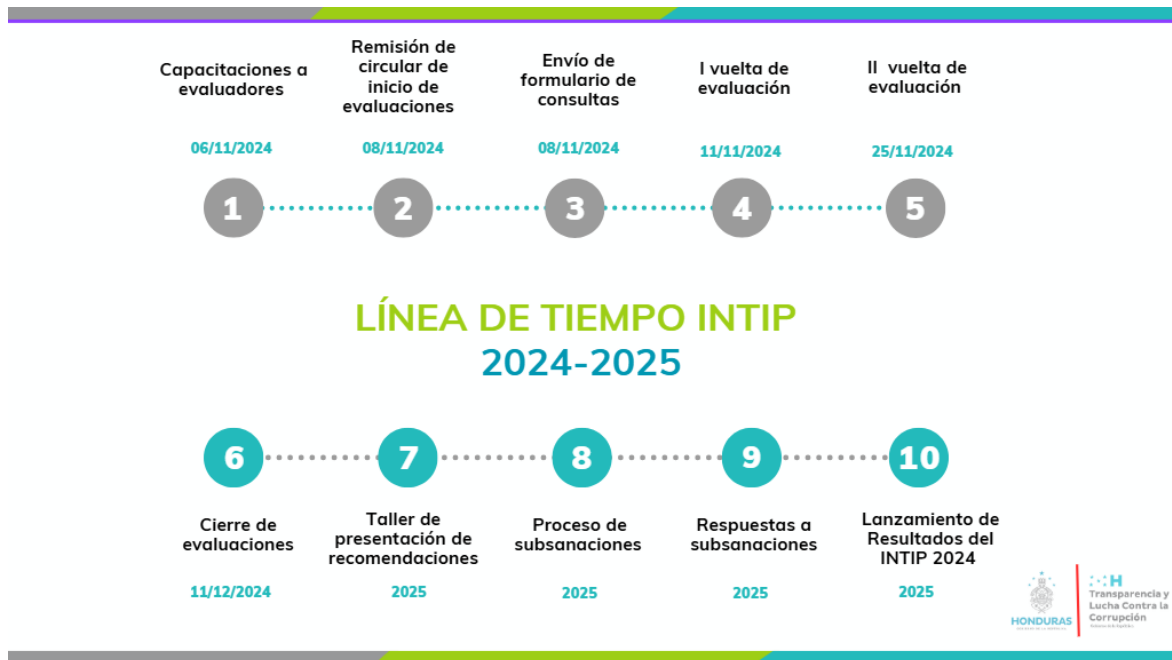 Capacitaciones a
evaluadores
06/11/2024
Remisión de
circular de
inicio de
evaluaciones
08/11/2024
Envío de
formulario de
consultas
08/11/2024
I vuelta de
evaluación
11/11/2024
II vuelta de
evaluación
25/11/2024
1
2
3
4
5
LÍNEA DE TIEMPO INTIP
2024-2025
6
7
8
9
10
Cierre de
evaluaciones
11/12/2024
Taller de
presentación de
recomendaciones
2025
Proceso de
subsanaciones
2025
Respuestas a
subsanaciones
2025
Lanzamiento de
Resultados del
INTIP 2024
2025
HONDURAS
H
Transparencia y
Lucha Contra la
Corrupción